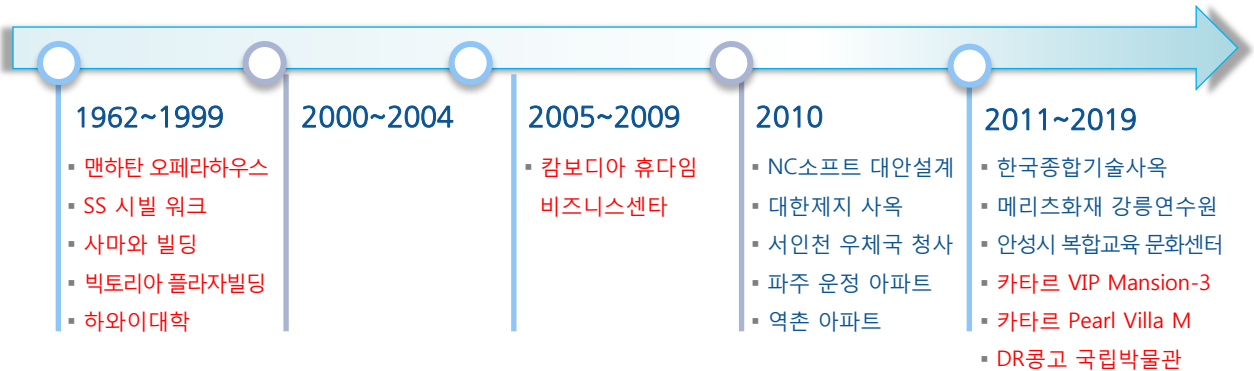 1962~1999
▪ 맨하탄 오페라하우스
▪ SS 시빌 워크
▪ 사마와 빌딩
▪ 빅토리아 플라자빌딩
▪ 하와이대학
2000~2004
2005~2009
▪ 캄보디아 휴다임
비즈니스센타
2010
▪ NC소프트 대안설계
▪ 대한제지 사옥
▪ 서인천 우체국 청사
▪ 파주 운정 아파트
▪ 역촌 아파트
2011~2019
▪ 한국종합기술사옥
▪ 메리츠화재 강릉연수원
▪ 안성시 복합교육 문화센터
▪ 카타르 VIP Mansion-3
▪ 카타르 Pearl Villa M
▪ DR콩고 국립박물관